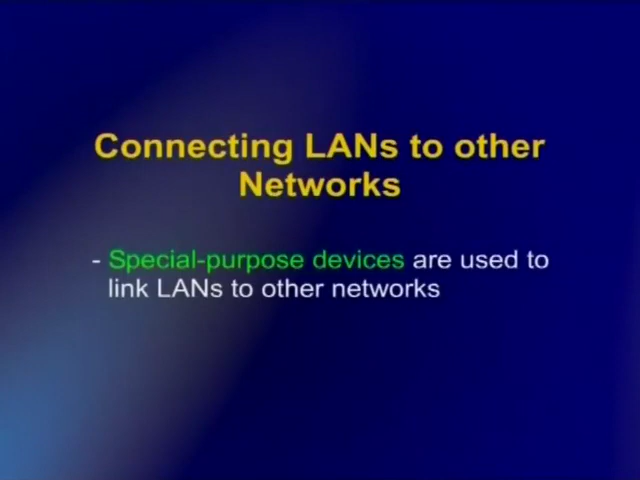 Connecting LANs to other
Networks
- Special-purpose devices are used to
link LANs to other networks